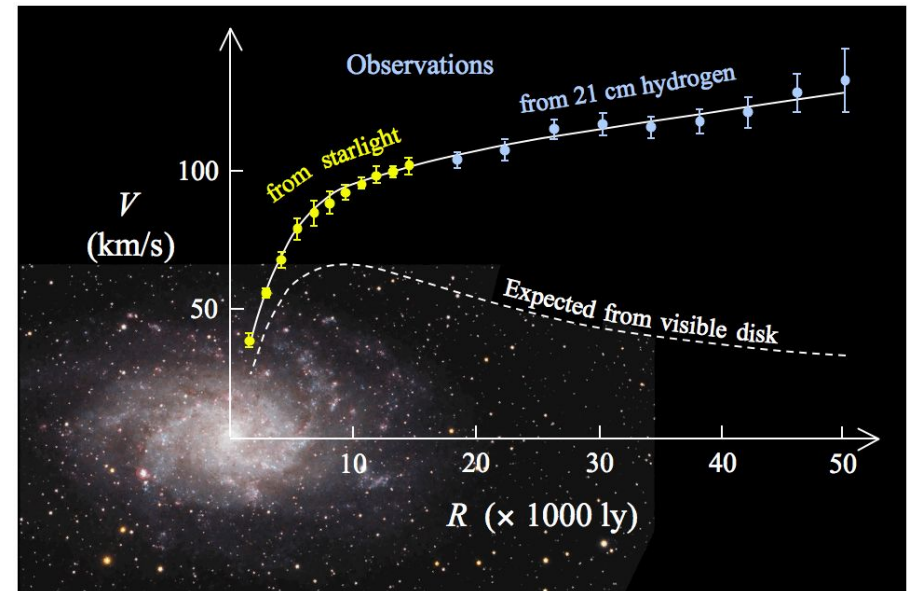 Observations
from 21 cm hydrogen
from starlight
100
V
(km/s)
50
Expected from visible disk
10 20 30 40 50
R (× 1000 ly)